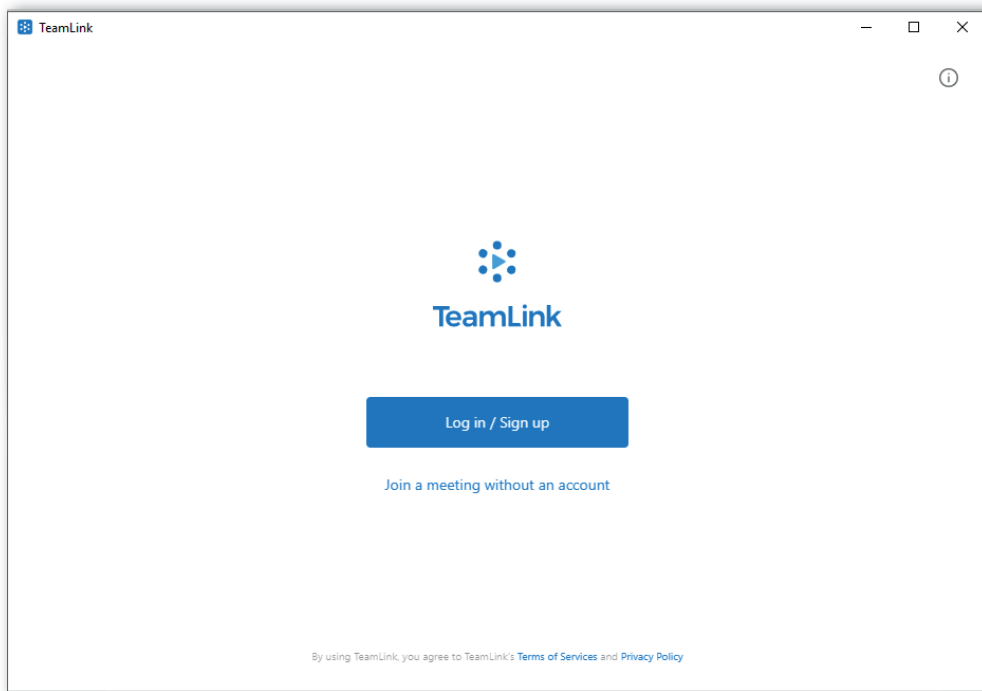 TeamLink
TeamLink
Log in / Sign up
Join a meeting without an account
By using TeamLink, you agree to TeamLink's Terms of Services and Privacy Policy